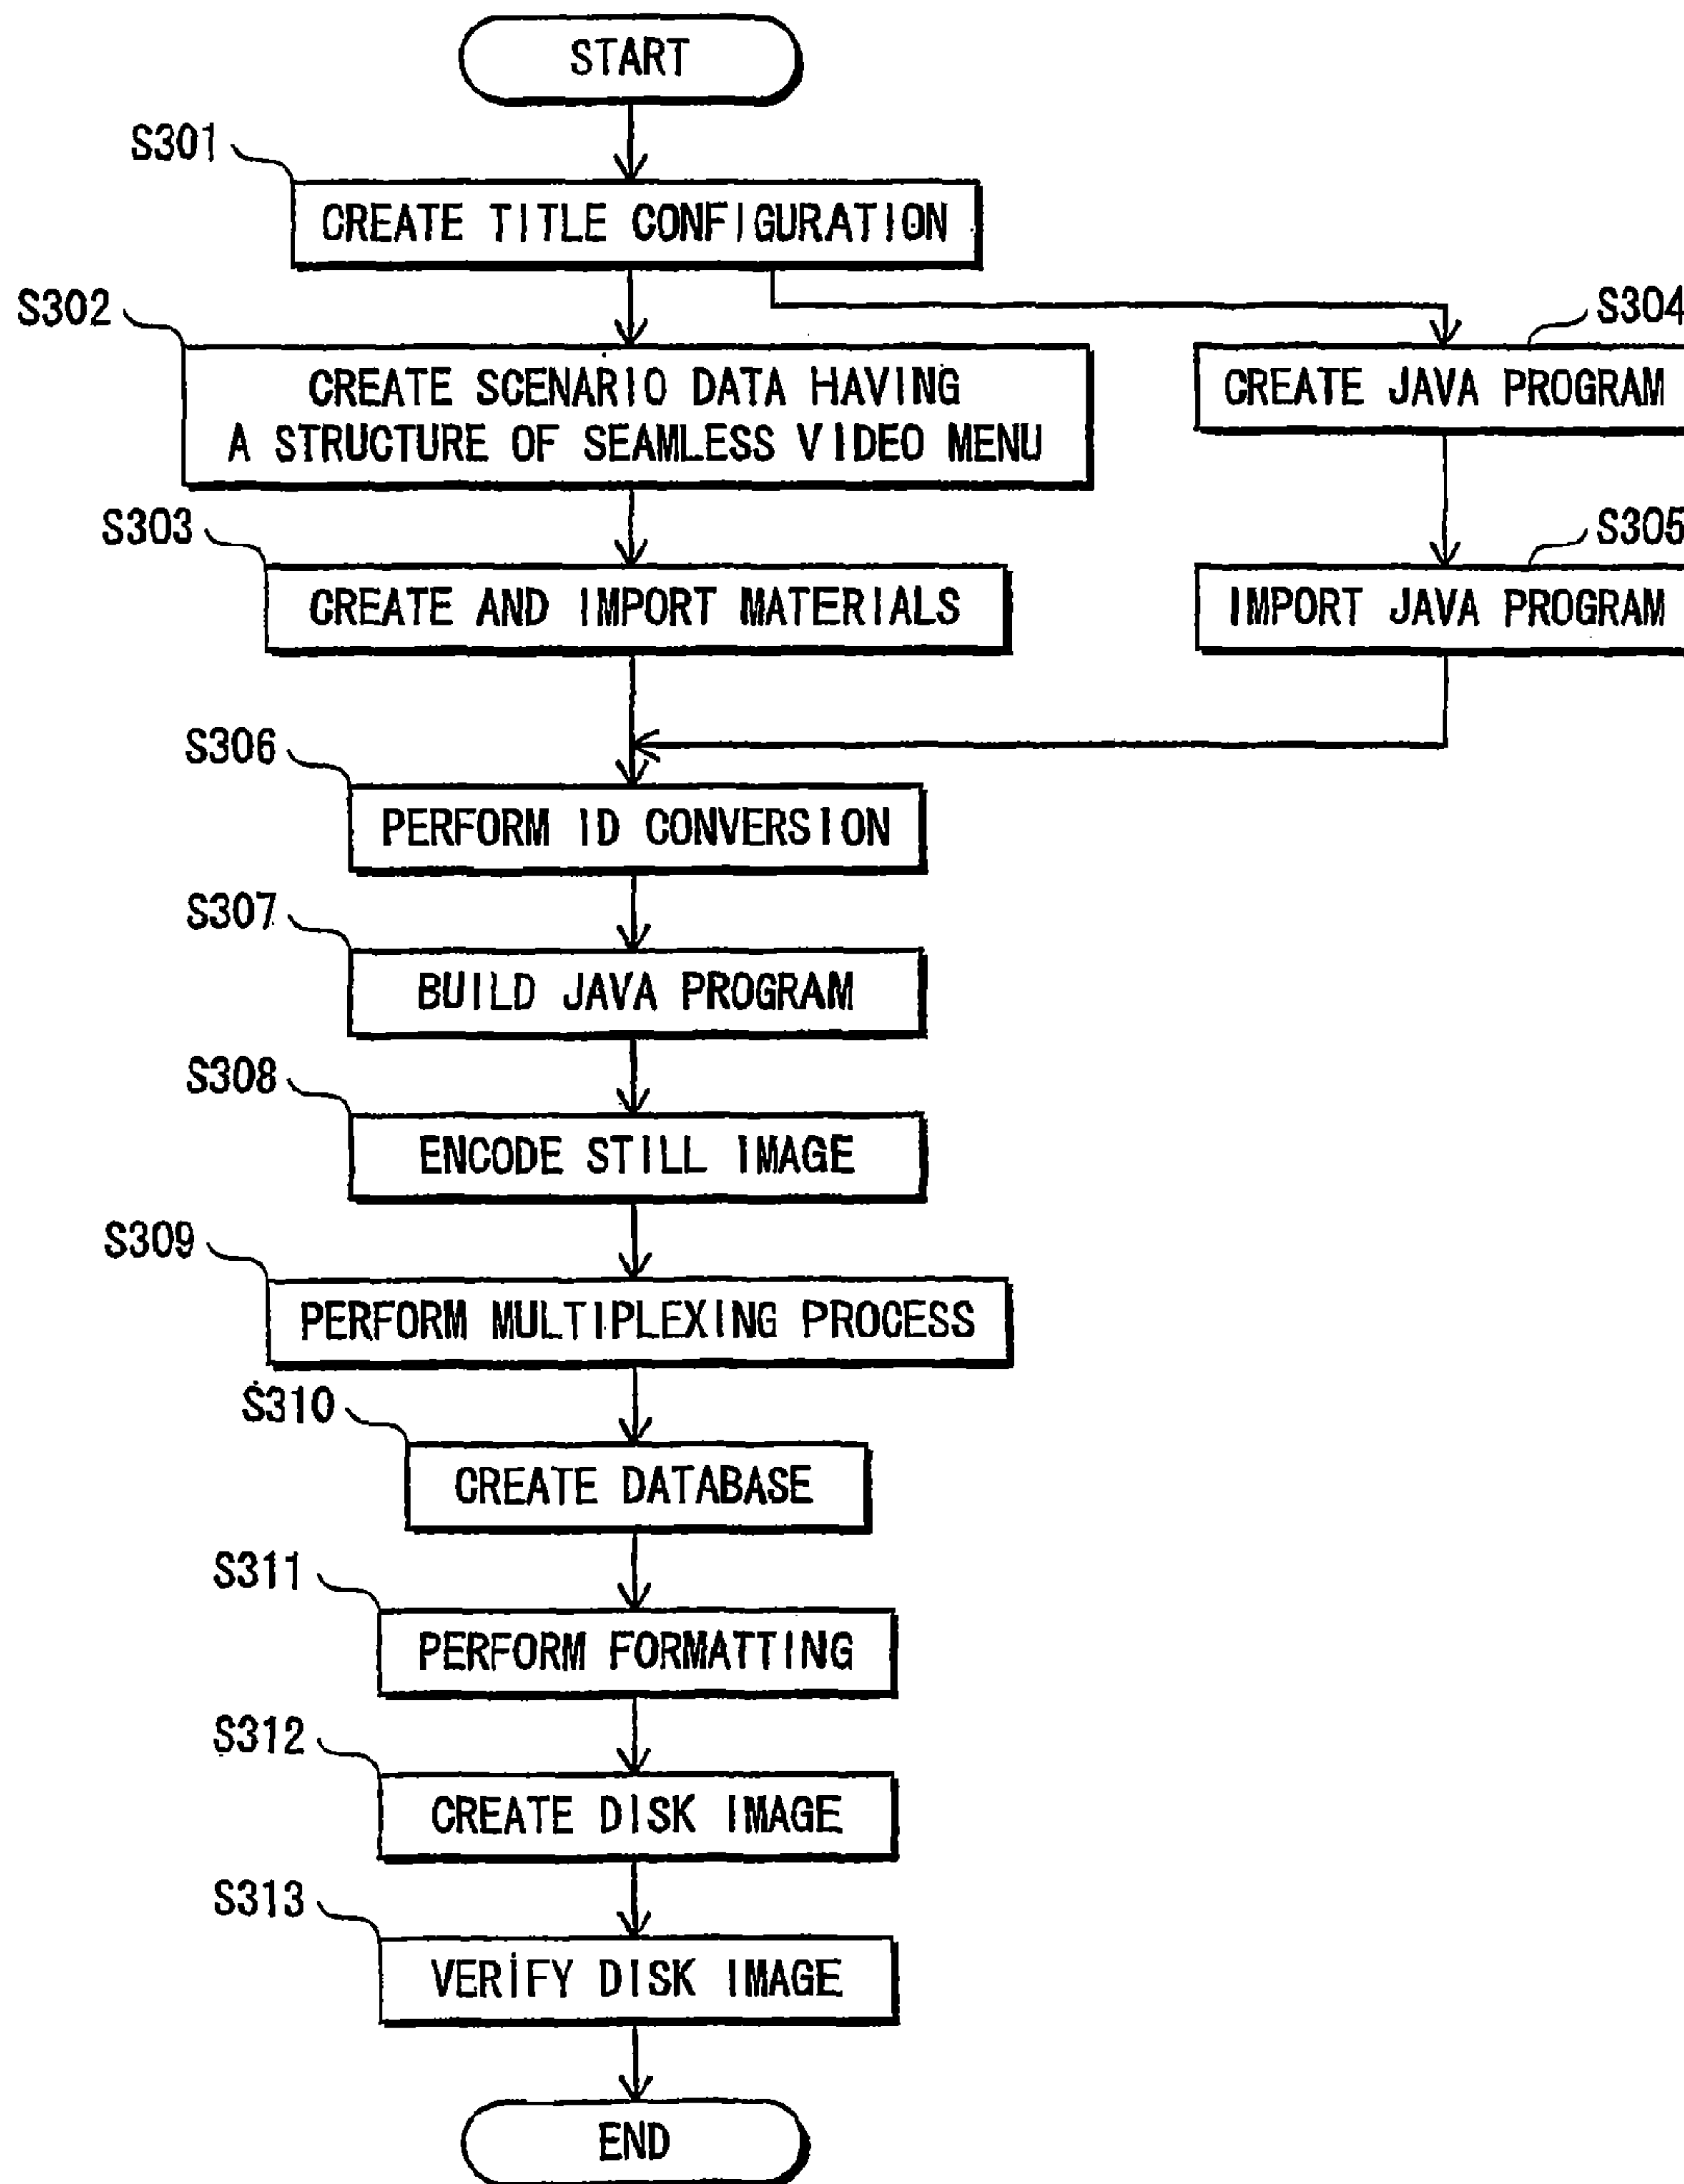 START
S301
CREATE TITLE CONFIGURATION
S302
CREATE SCENARIO DATA HAVING
A STRUCTURE OF SEAMLESS VIDEO MENU
S304
CREATE JAVA PROGRAM
S303
CREATE AND IMPORT MATERIALS
S305
IMPORT JAVA PROGRAM
S306
PERFORM ID CONVERSION
S307
BUILD JAVA PROGRAM
S308
ENCODE STILL IMAGE
S309
PERFORM MULTIPLEXING PROCESS
S310
CREATE DATABASE
S311
PERFORM FORMATTING
S312
CREATE DISK IMAGE
S313
VERIFY DISK IMAGE
END